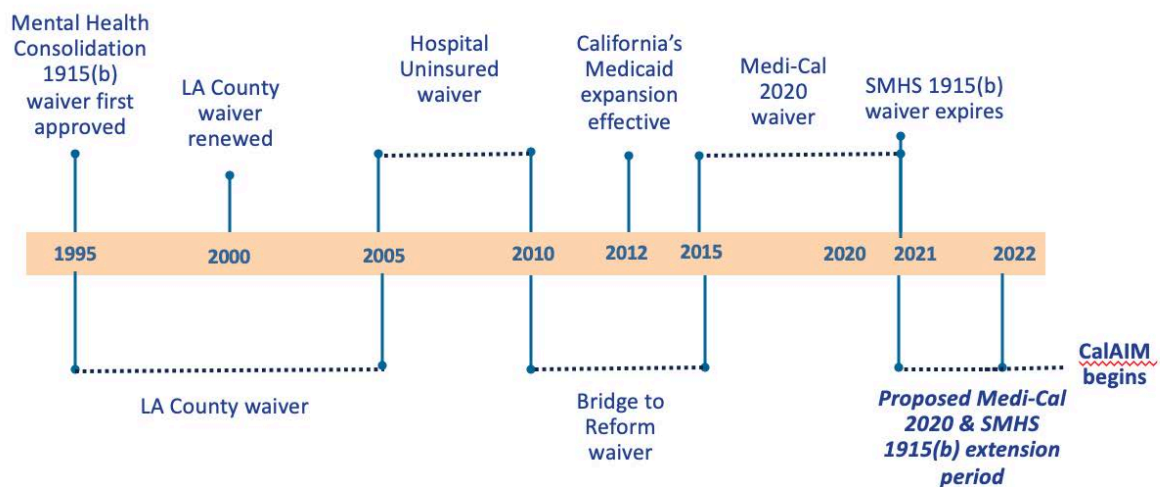 Mental Health
Consolidation
1915(b)
waiver first
approved
LA County
waiver
renewed
Hospital
Uninsured
waiver
California’s
Medicaid
expansion
effective
Medi-Cal
2020
waiver
SMHS 1915(b)
waiver expires
1995
2000
2005
2010
2012
2015
2020
2021
2022
LA County waiver
Bridge to
Reform
waiver
Proposed Medi-Cal
2020 & SMHS
1915(b) extension
period
CalAIM
begins